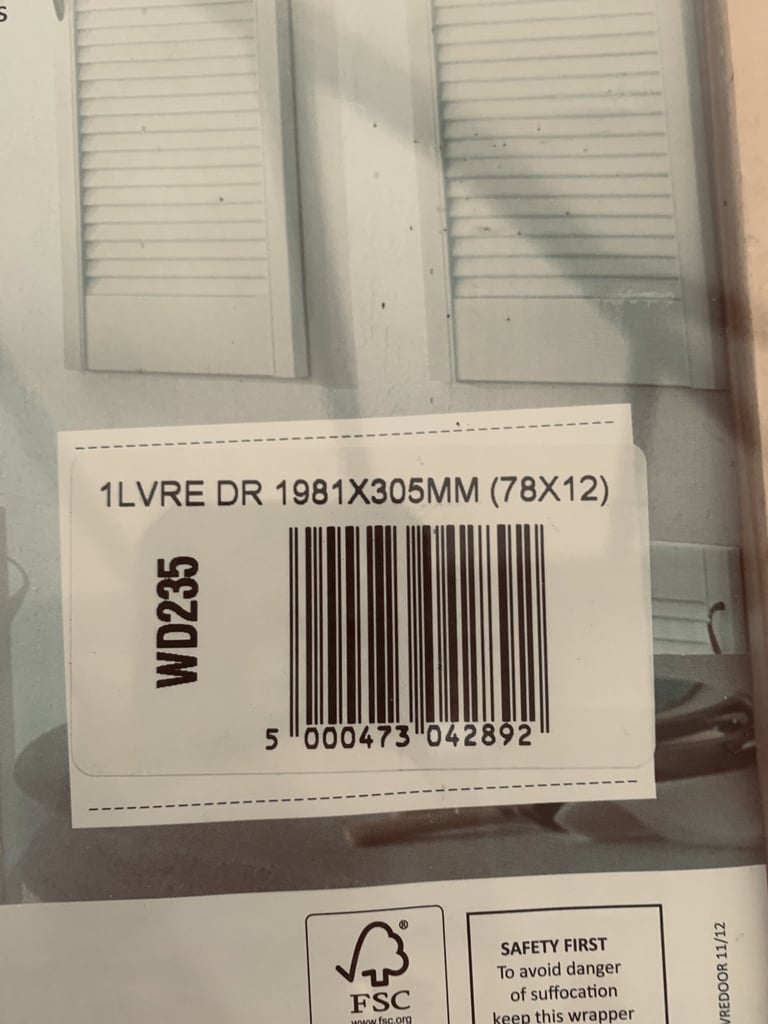 s
1LVRE DR 1981X305MM (78X12)
WD235
5 000473 042892
FSC®
www.fsc.org
SAFETY FIRST
To avoid danger
of suffocation
keep this wrapper
VREDOOR 11/12